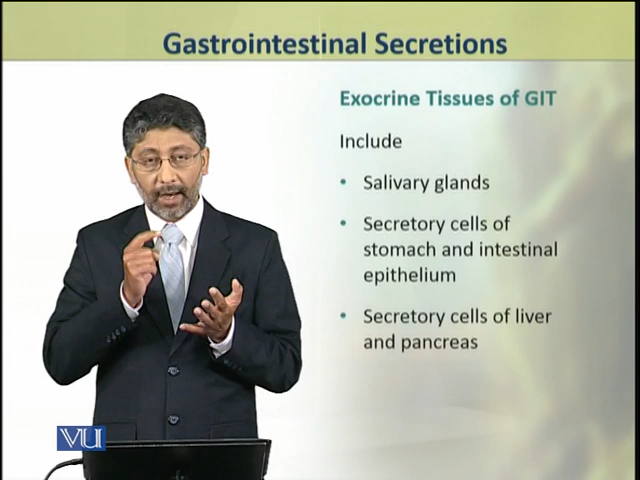 Gastrointestinal Secretions
Exocrine Tissues of GIT
Include
• Salivary glands
• Secretory cells of
stomach and intestinal
epithelium
• Secretory cells of liver
and pancreas
VU